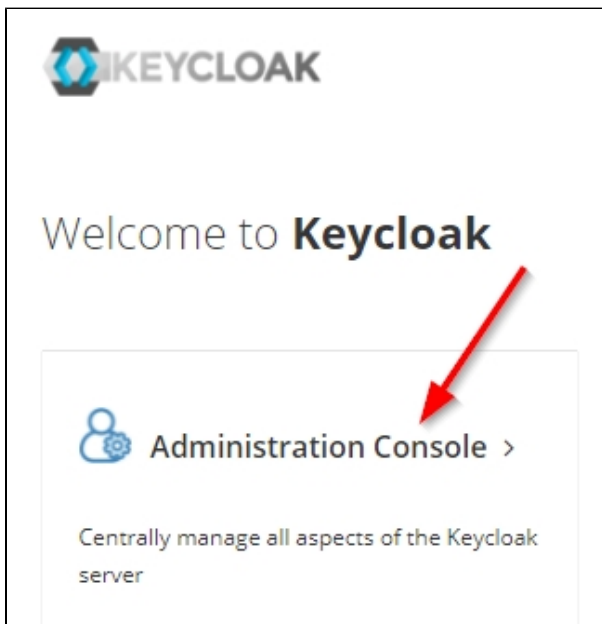 KEYCLOAK
Welcome to Keycloak
Administration Console >
Centrally manage all aspects of the Keycloak
server